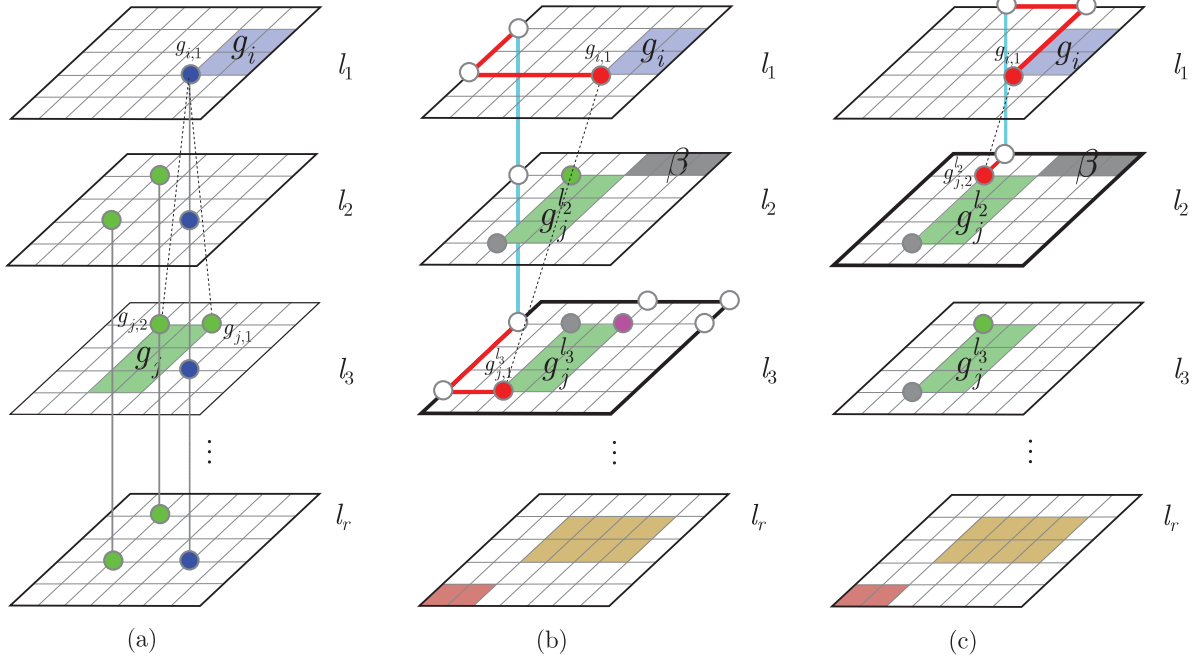 g_{i,1} g_i l_1
l_2
g_{j,2} g_{j,1}
g_j l_3
⋮
l_r
(a)
g_{i,1} g_i l_1
β
g_j^{l_2} l_2
g_{j,1}^{l_3} g_j^{l_3} l_3
⋮
l_r
(b)
g_{i,1} g_i l_1
g_{j,2}^{l_2} β
g_j^{l_2} l_2
g_j^{l_3} l_3
⋮
l_r
(c)